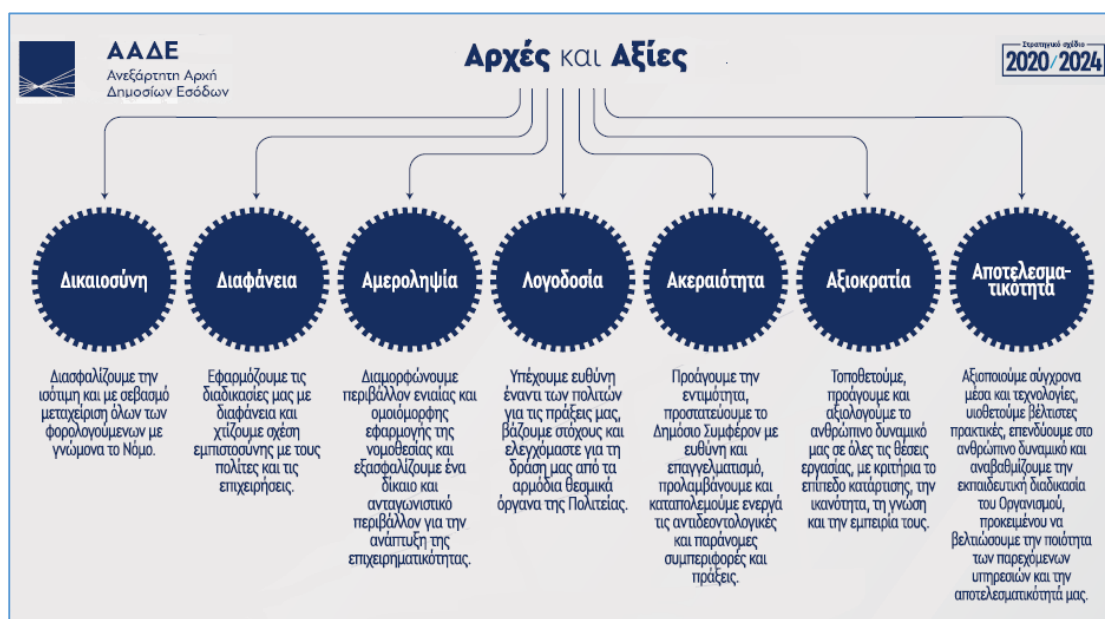 ΑΑΔΕ
Ανεξάρτητη Αρχή
Δημοσίων Εσόδων
Αρχές και Αξίες
Στρατηγικό σχέδιο
2020/2024
Δικαιοσύνη
Διασφαλίζουμε την
ισότιμη και με σεβασμό
μεταχείριση όλων των
φορολογούμενων με
γνώμονα το Νόμο.
Διαφάνεια
Εφαρμόζουμε τις
διαδικασίες μας με
διαφάνεια και
χτίζουμε σχέση
εμπιστοσύνης με τους
πολίτες και τις
επιχειρήσεις.
Αμεροληψία
Διαμορφώνουμε
περιβάλλον ενιαίας και
ομοιόμορφης
εφαρμογής της
νομοθεσίας και
εξασφαλίζουμε ένα
δίκαιο και
ανταγωνιστικό
περιβάλλον για την
ανάπτυξη της
επιχειρηματικότητας.
Λογοδοσία
Υπέχουμε ευθύνη
έναντι των πολιτών
για τις πράξεις μας,
βάζουμε στόχους και
ελεγχόμαστε για τη
δράση μας από τα
αρμόδια θεσμικά
όργανα της Πολιτείας.
Ακεραιότητα
Προάγουμε την
εντιμότητα,
προστατεύουμε το
Δημόσιο Συμφέρον με
ευθύνη και
επαγγελματισμό,
προλαμβάνουμε και
καταπολεμούμε ενεργά
τις αντιδεοντολογικές
και παράνομες
συμπεριφορές και
πράξεις.
Αξιοκρατία
Τοποθετούμε,
προάγουμε και
αξιολογούμε το
ανθρώπινο δυναμικό
μας σε όλες τις θέσεις
εργασίας, με κριτήρια το
επίπεδο κατάρτισης, την
ικανότητα, τη γνώση
και την εμπειρία τους.
Αποτελεσμα-
τικότητα
Αξιοποιούμε σύγχρονα
μέσα και τεχνολογίες,
υιοθετούμε βέλτιστες
πρακτικές, επενδύουμε στο
ανθρώπινο δυναμικό και
αναβαθμίζουμε την
εκπαιδευτική διαδικασία
του Οργανισμού,
προκειμένου να
βελτιώσουμε την ποιότητα
των παρεχόμενων
υπηρεσιών και την
αποτελεσματικότητά μας.